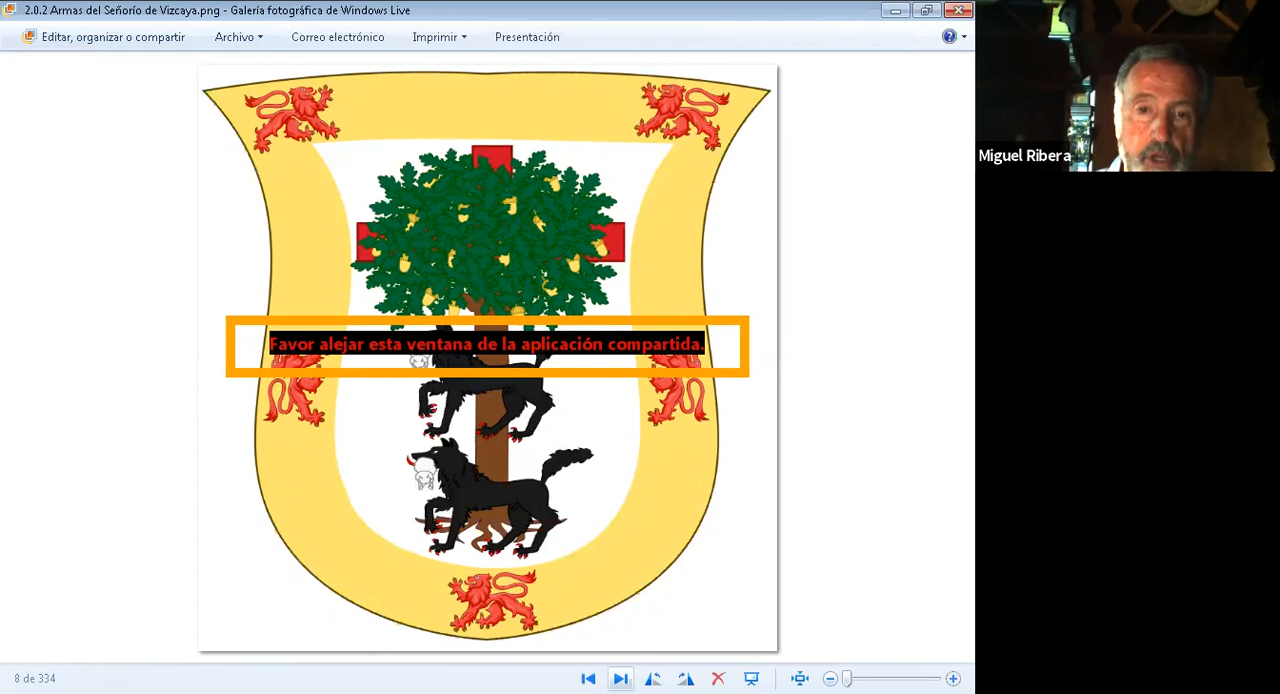 2.0.2 Armas del Señorío de Vizcaya.png - Galería fotográfica de Windows Live
Editar, organizar o compartir Archivo Correo electrónico Imprimir Presentación
Miguel Ribera
Favor alejar esta ventana de la aplicación compartida.
8 de 334